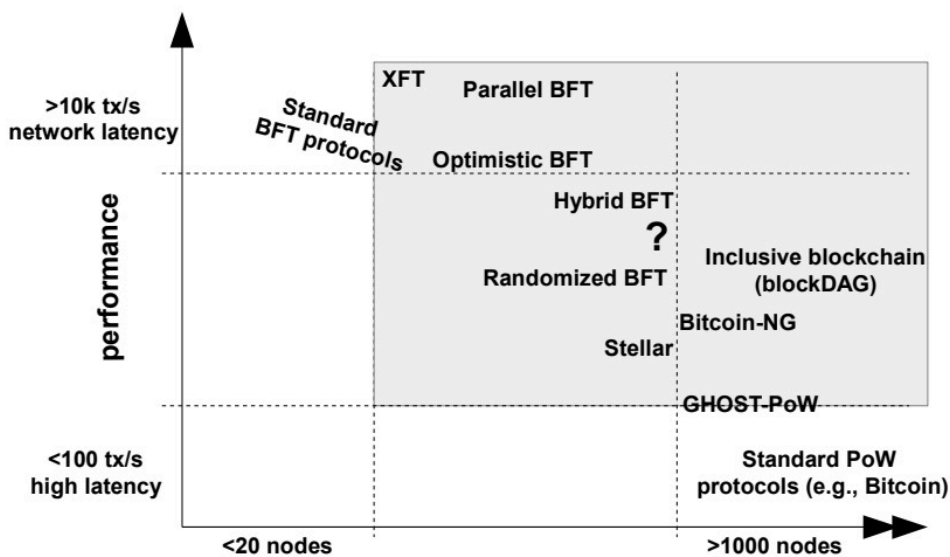 >10k tx/s
network latency
performance
<100 tx/s
high latency
Standard
BFT protocols
XFT
Parallel BFT
Optimistic BFT
Hybrid BFT
?
Randomized BFT
Inclusive blockchain
(blockDAG)
Bitcoin-NG
Stellar
GHOST-PoW
Standard PoW
protocols (e.g., Bitcoin)
<20 nodes
>1000 nodes